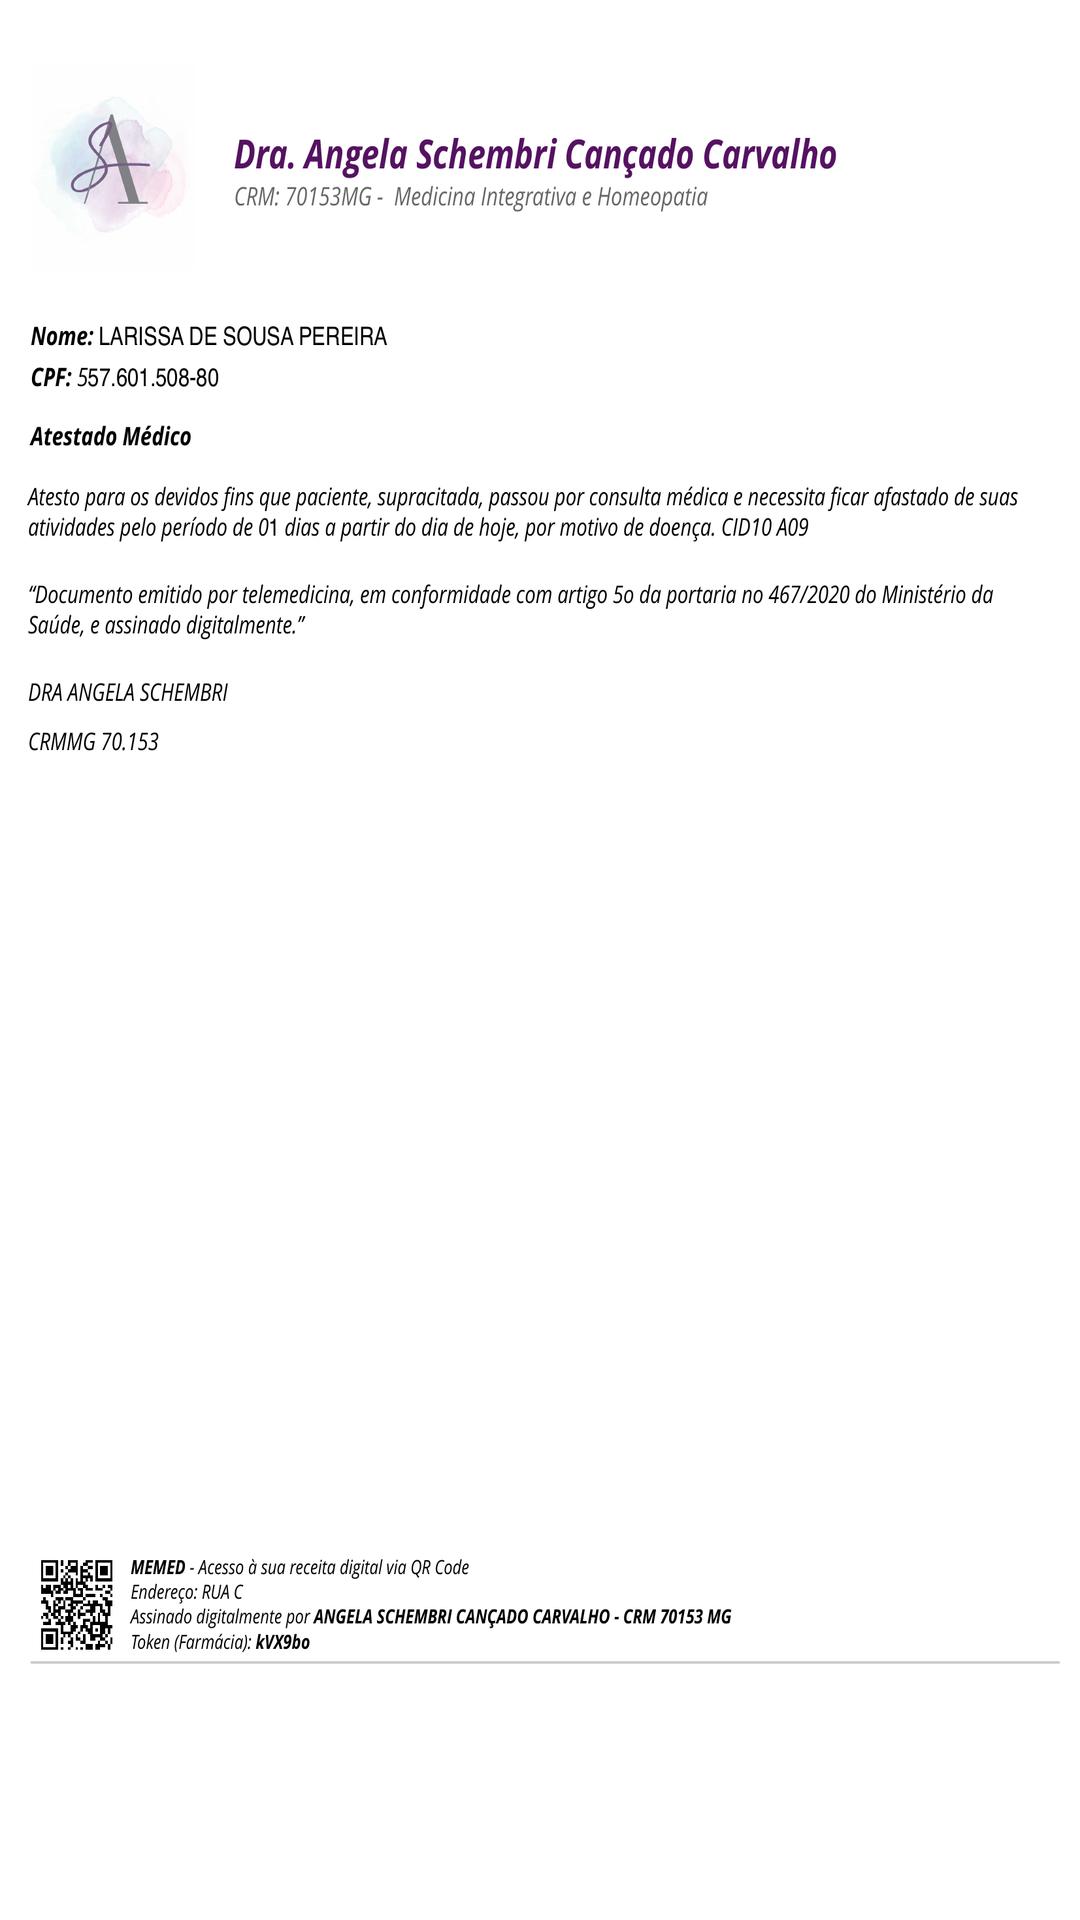 Dra. Angela Schembri Cançado Carvalho
CRM: 70153MG - Medicina Integrativa e Homeopatia
Nome: LARISSA DE SOUSA PEREIRA
CPF: 557.601.508-80
Atestado Médico
Atesto para os devidos fins que paciente, supracitada, passou por consulta médica e necessita ficar afastado de suas
atividades pelo período de 01 dias a partir do dia de hoje, por motivo de doença. CID10 A09
“Documento emitido por telemedicina, em conformidade com artigo 5o da portaria no 467/2020 do Ministério da
Saúde, e assinado digitalmente.”
DRA ANGELA SCHEMBRI
CRMMG 70.153
MEMED - Acesso à sua receita digital via QR Code
Endereço: RUA C
Assinado digitalmente por ANGELA SCHEMBRI CANÇADO CARVALHO - CRM 70153 MG
Token (Farmácia): kVX9bo